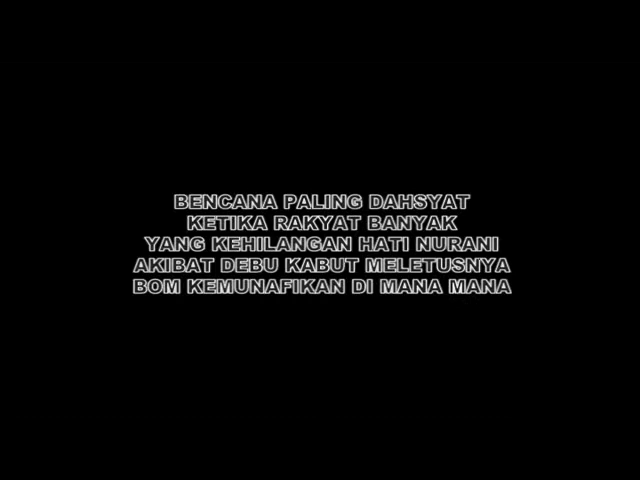 BENCANA PALING DAHSYAT
KETIKA RAKYAT BANYAK
YANG KEHILANGAN HATI NURANI
AKIBAT DEBU KABUT MELETUSNYA
BOM KEMUNAFIKAN DI MANA MANA